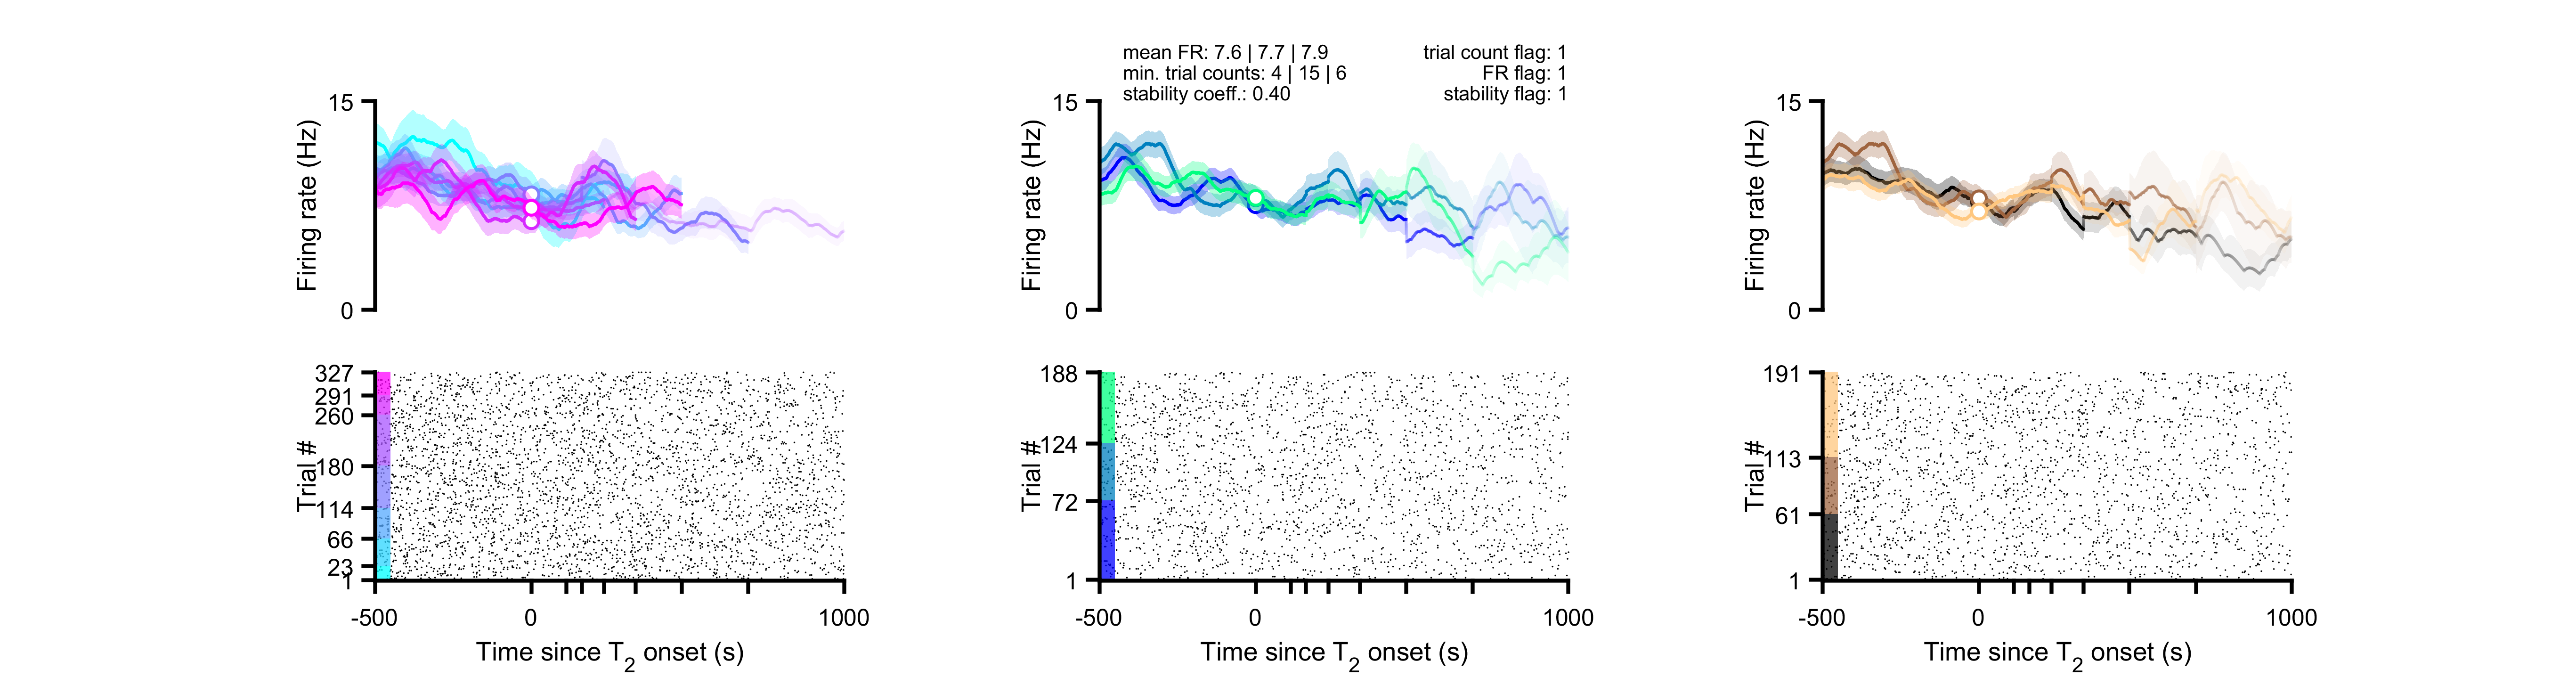 mean FR: 7.6 | 7.7 | 7.9
min. trial counts: 4 | 15 | 6
stability coeff.: 0.40
trial count flag: 1
FR flag: 1
stability flag: 1
15
Firing rate (Hz)
0
15
Firing rate (Hz)
0
15
Firing rate (Hz)
0
327
291
260
180
114
66
23
1
Trial #
-500
0
1000
Time since T2 onset (s)
188
124
72
1
Trial #
-500
0
1000
Time since T2 onset (s)
191
113
61
1
Trial #
-500
0
1000
Time since T2 onset (s)